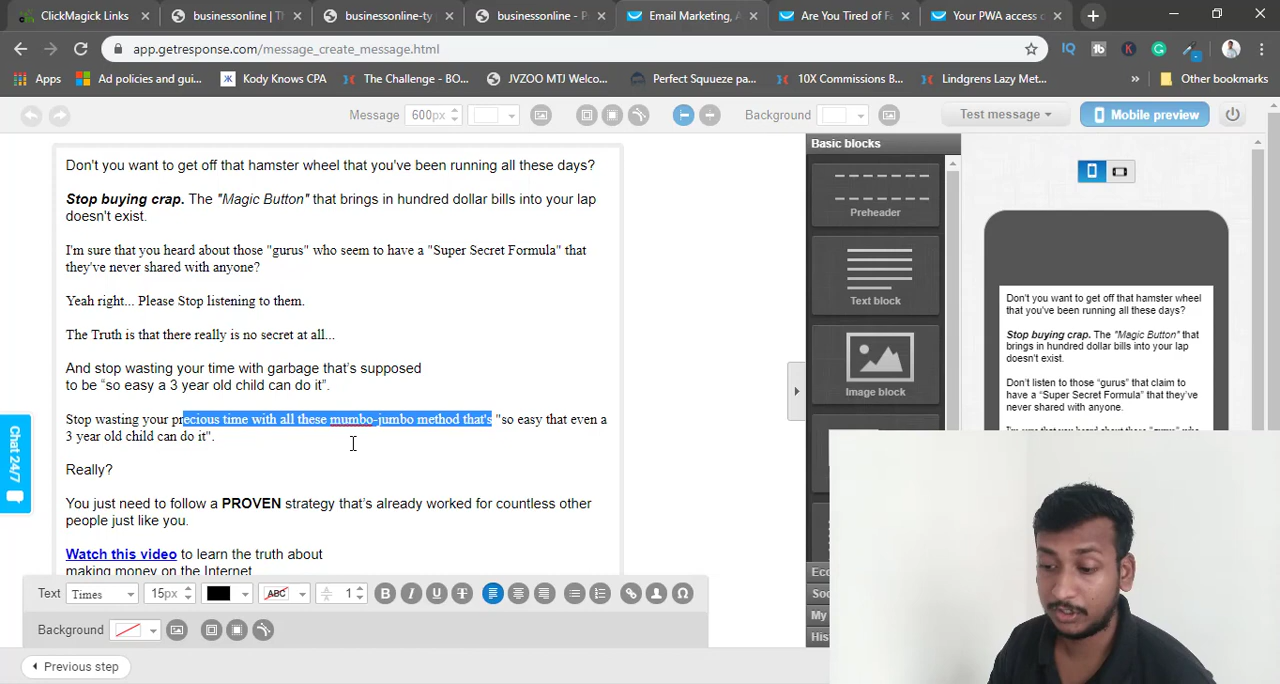 ClickMagick Links
businessonline | Th
businessonline-ty
businessonline - P
Email Marketing, A
Are You Tired of Fa
Your PWA access c
app.getresponse.com/message_create_message.html
Apps
Ad policies and gui...
Kody Knows CPA
The Challenge - BO...
JVZOO MTJ Welco...
Perfect Squeeze pa...
10X Commissions B...
Lindgrens Lazy Met...
Other bookmarks
Message 600px
Background
Test message
Mobile preview
Don't you want to get off that hamster wheel that you've been running all these days?
Stop buying crap. The "Magic Button" that brings in hundred dollar bills into your lap
doesn't exist.
I'm sure that you heard about those "gurus" who seem to have a "Super Secret Formula" that
they've never shared with anyone?
Yeah right... Please Stop listening to them.
The Truth is that there really is no secret at all...
And stop wasting your time with garbage that's supposed
to be “so easy a 3 year old child can do it”.
Stop wasting your precious time with all these mumbo-jumbo method that's "so easy that even a
3 year old child can do it".
Really?
You just need to follow a PROVEN strategy that's already worked for countless other
people just like you.
Watch this video to learn the truth about
making money on the Internet
Chat 24/7
Basic blocks
Preheader
Text block
Image block
Don't you want to get off that hamster wheel
that you've been running all these days?
Stop buying crap. The "Magic Button" that
brings in hundred dollar bills into your lap
doesn't exist.
Don't listen to those “gurus” that claim to
have a “Super Secret Formula” they've
never shared with anyone.
Text Times 15px ABC 1 B I U T
Background
Previous step